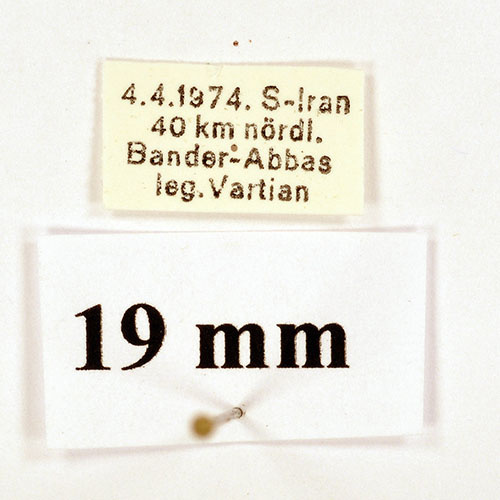 4.4.1974. S-Iran
40 km nördl.
Bander-Abbas
leg. Vartian
19 mm